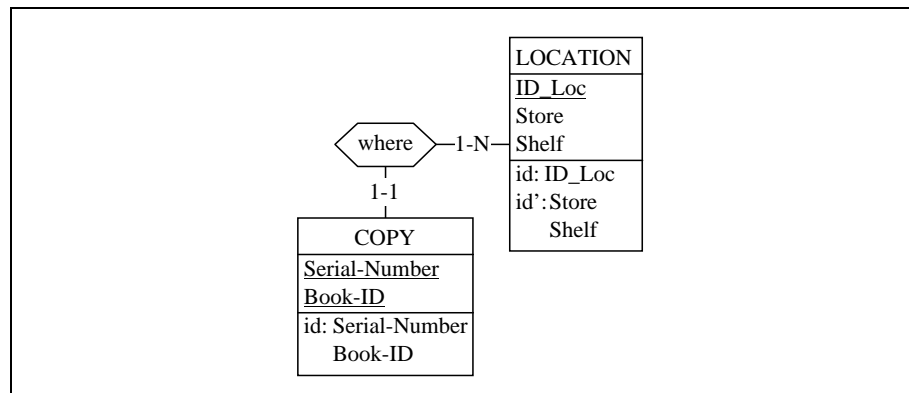 LOCATION
ID_Loc
Store
Shelf
id: ID_Loc
id’: Store
Shelf
where
1-N
1-1
COPY
Serial-Number
Book-ID
id: Serial-Number
Book-ID